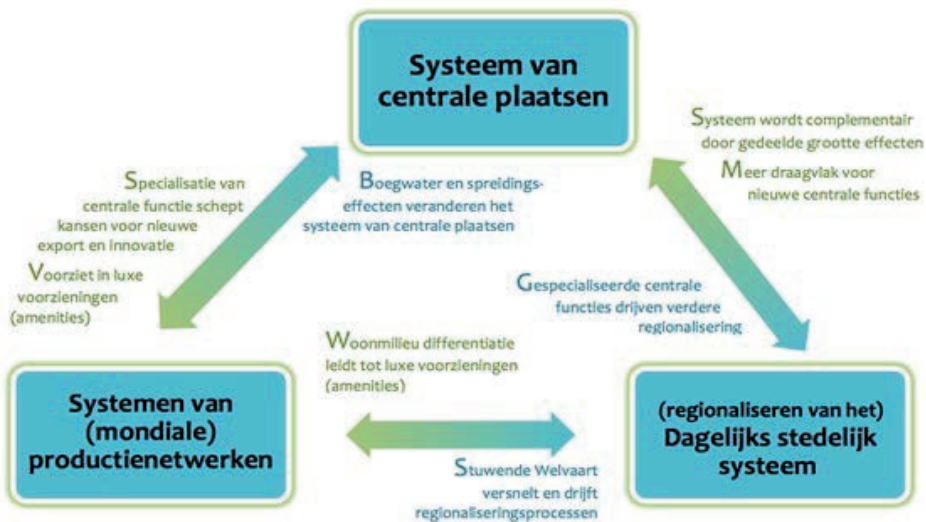 Systeem van
centrale plaatsen
Systeem wordt complementair
door gedeelde grootte effecten
Meer draagvlak voor
nieuwe centrale functies
Specialisatie van
centrale functie schept
kansen voor nieuwe
export en innovatie
Voorziet in luxe
voorzieningen
(amenities)
Boegwater en spreidings-
effecten veranderen het
systeem van centrale plaatsen
Gespecialiseerde centrale
functies drijven verdere
regionalisering
Woonmilieu differentiatie
leidt tot luxe voorzieningen
(amenities)
Systemen van
(mondiale)
productienetwerken
(regionaliseren van het)
Dagelijks stedelijk
systeem
Stuwende Welvaart
versnelt en drijft
regionaliseringsprocessen